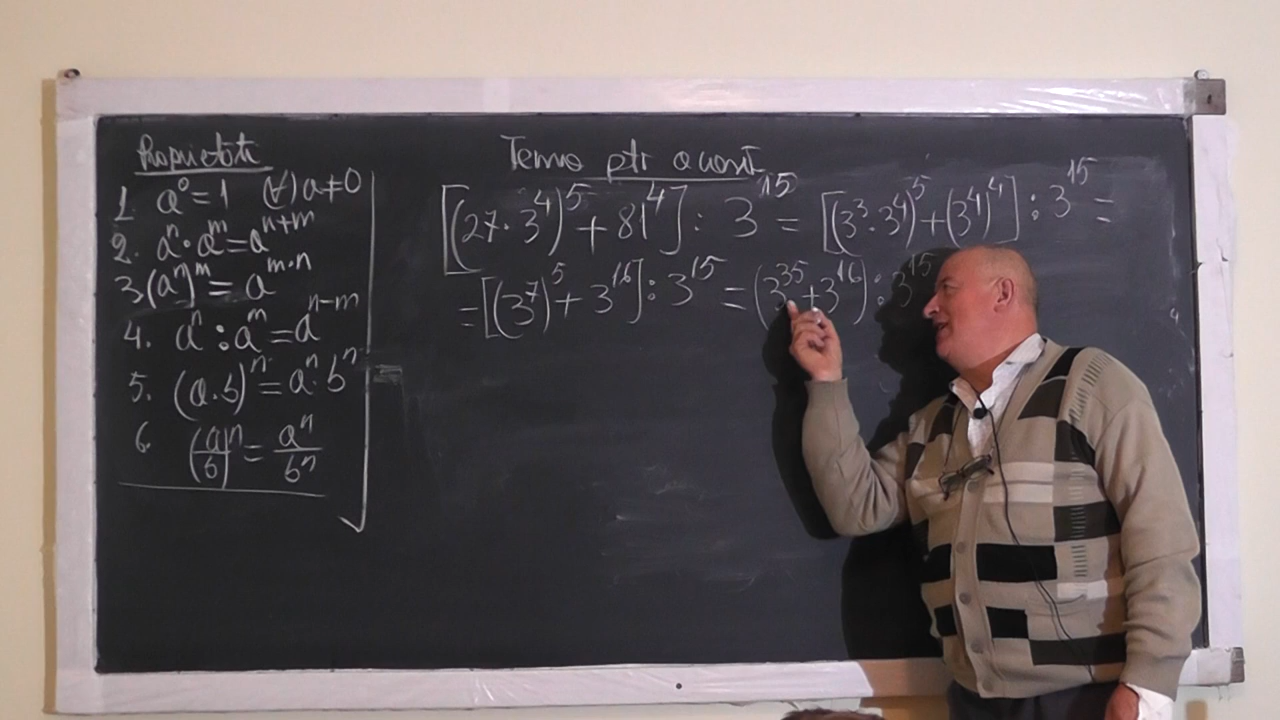 Proprietăți
1 a⁰ = 1 (∀) a ≠ 0
2. aⁿ · aᵐ = aⁿ⁺ᵐ
3 (aⁿ)ᵐ = aᵐ·ⁿ
4. aⁿ : aᵐ = aⁿ⁻ᵐ
5. (a · b)ⁿ = aⁿ · bⁿ
6 (a/b)ⁿ = aⁿ/bⁿ
Tema ptr acasă
[(27 · 3⁴)⁵ + 81⁴] : 3¹⁵ = [(3³ · 3⁴)⁵ + (3⁴)⁴] : 3¹⁵ =
= [(3⁷)⁵ + 3¹⁶] : 3¹⁵ = (3³⁵ + 3¹⁶) : 3¹⁵